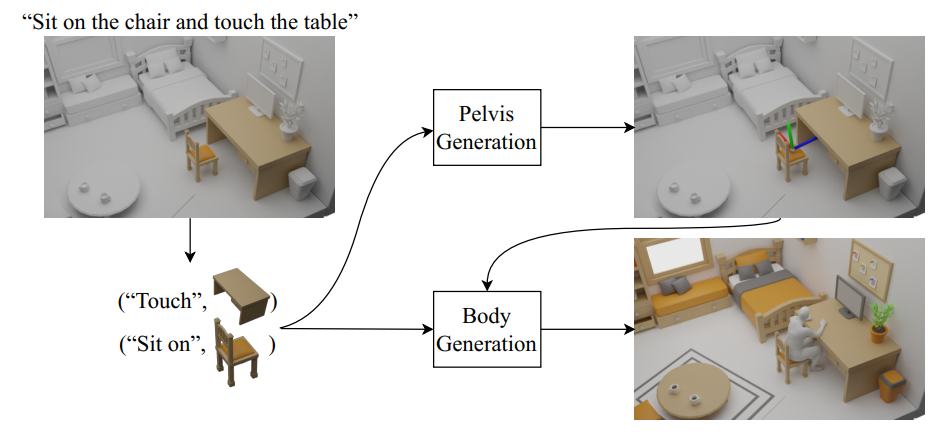 “Sit on the chair and touch the table”
Pelvis
Generation
(“Touch”, )
(“Sit on”, )
Body
Generation